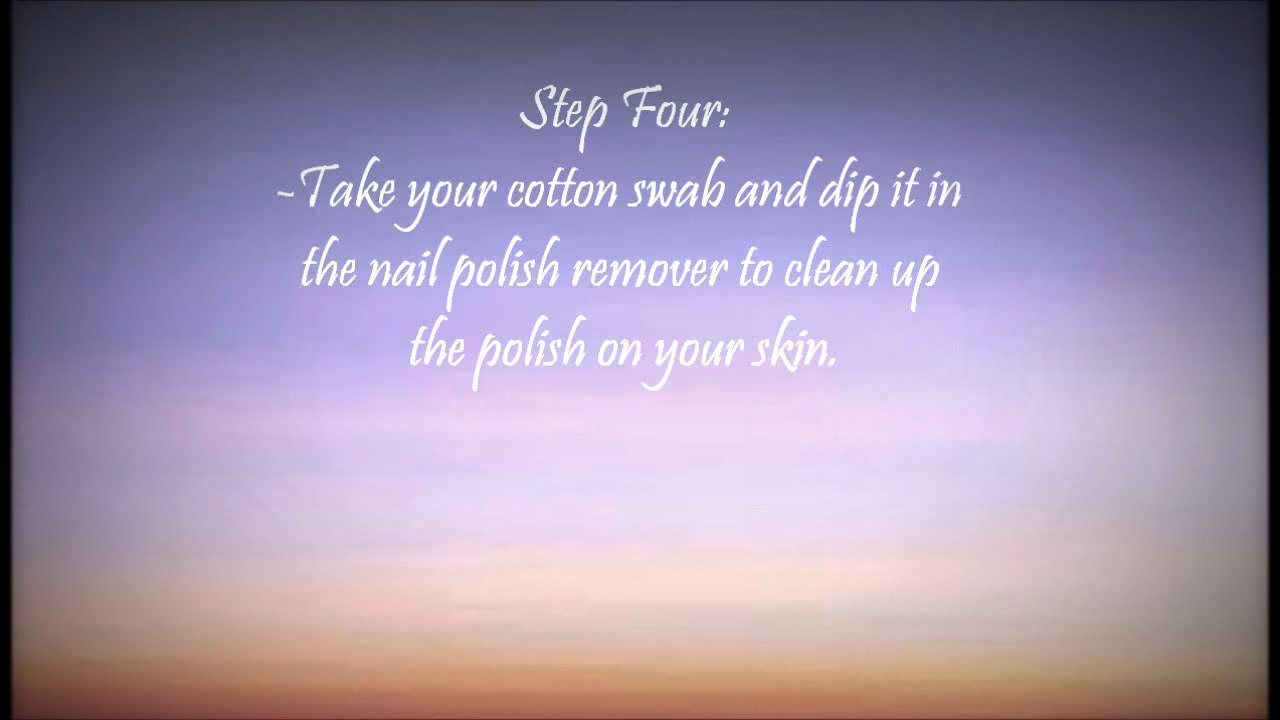 Step Four:
~Take your cotton swab and dip it in
the nail polish remover to clean up
the polish on your skin.